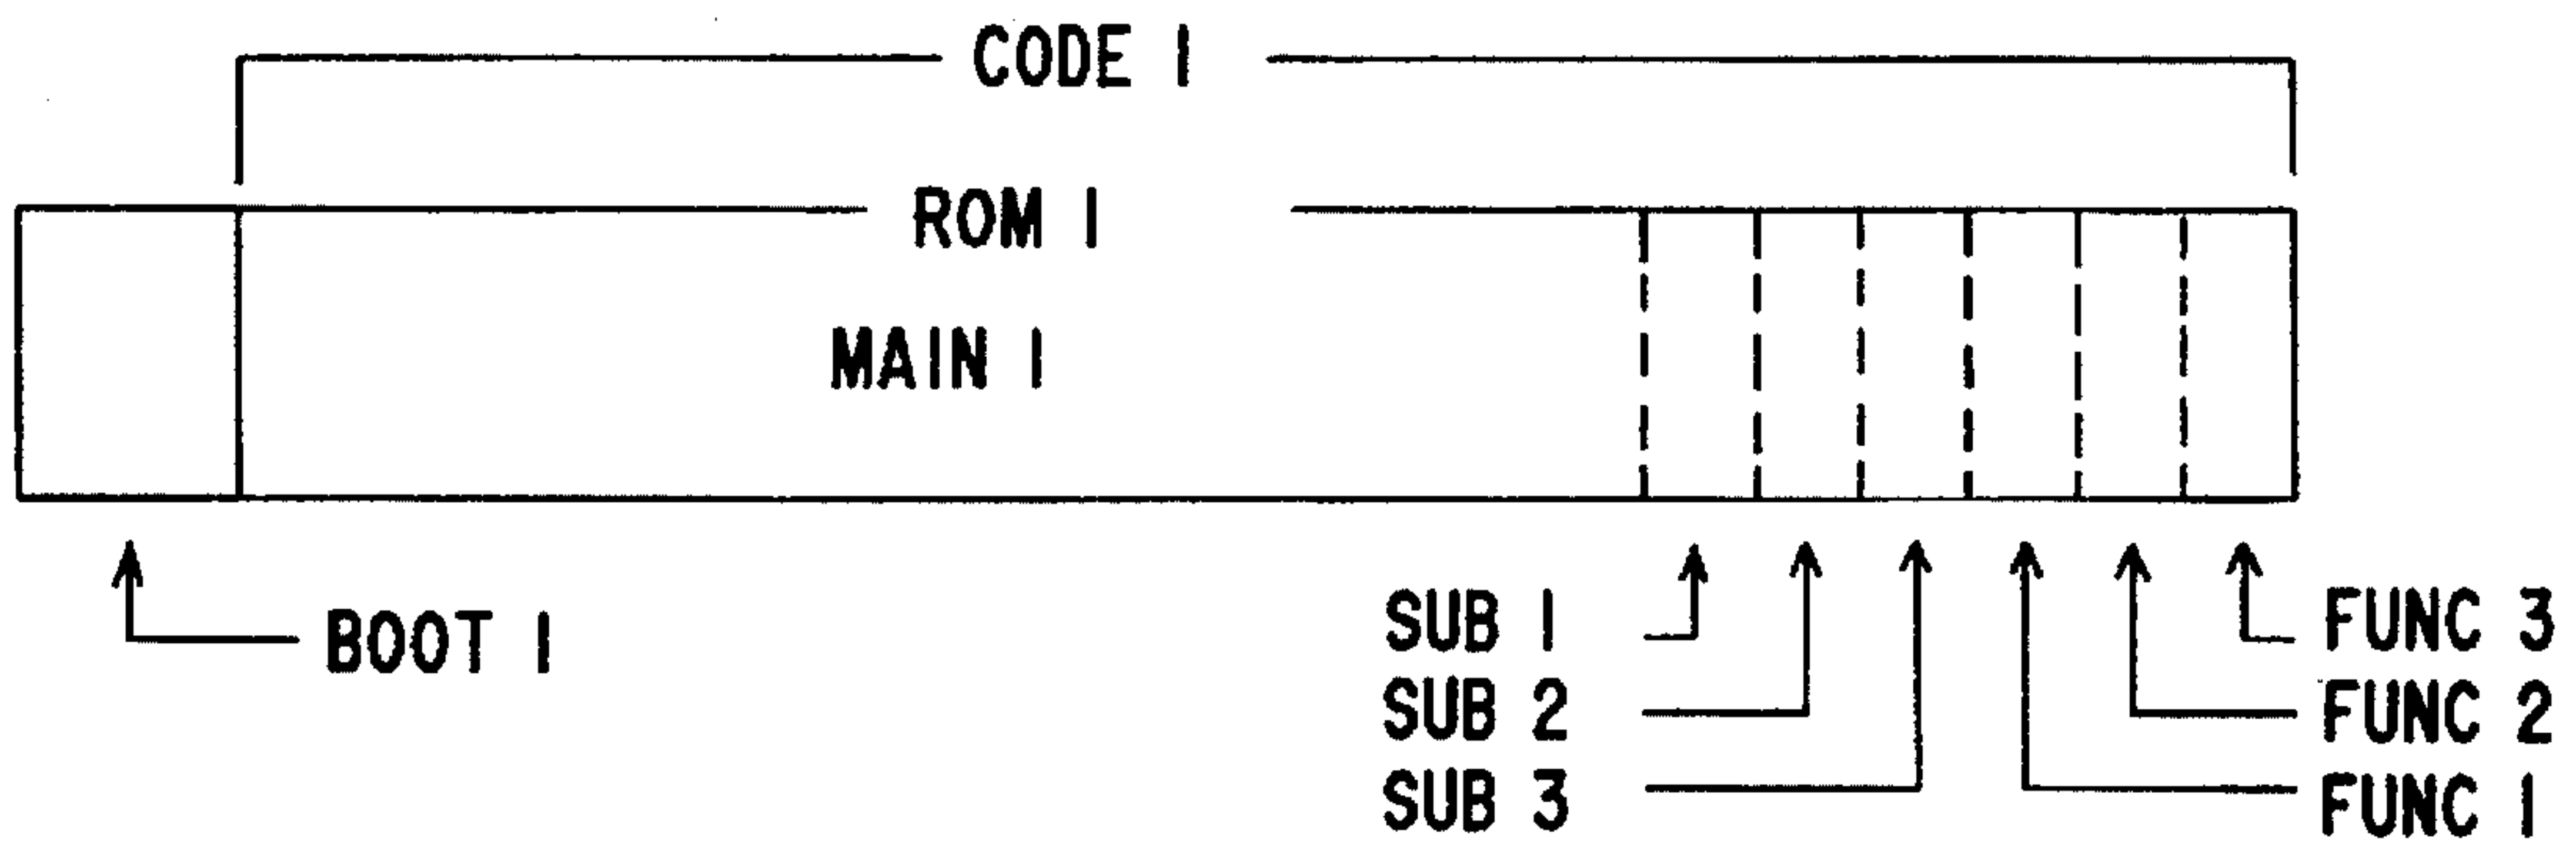 CODE 1
ROM 1
MAIN 1
BOOT 1
SUB 1
SUB 2
SUB 3
FUNC 3
FUNC 2
FUNC 1